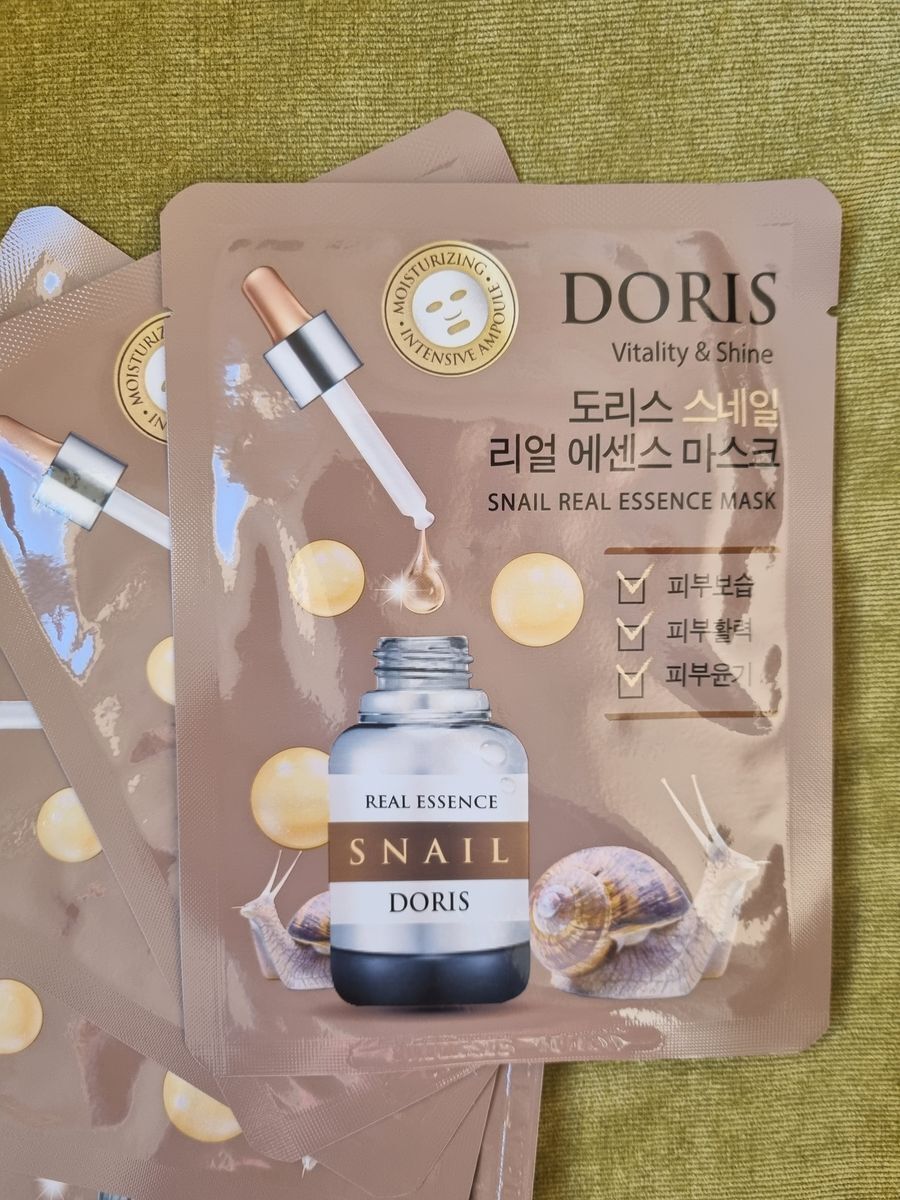 MOISTURIZING
INTENSIVE AMPOULE
DORIS
Vitality & Shine
도리스 스네일
리얼 에센스 마스크
SNAIL REAL ESSENCE MASK
피부보습
피부활력
피부윤기
REAL ESSENCE
SNAIL
DORIS
MOISTURIZ
IN